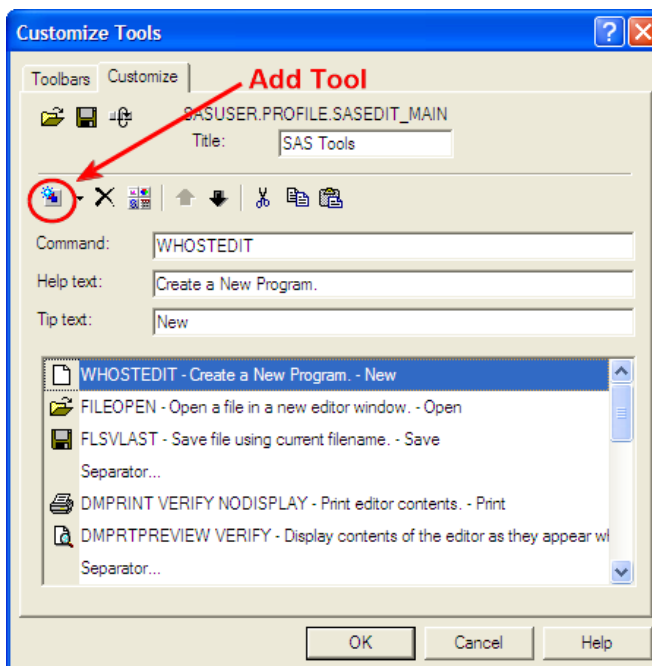 Customize Tools
Toolbars
Customize
Add Tool
SASUSER.PROFILE.SASEDIT_MAIN
Title: SAS Tools
Command: WHOSTEDIT
Help text: Create a New Program.
Tip text: New
WHOSTEDIT - Create a New Program. - New
FILEOPEN - Open a file in a new editor window. - Open
FLSVLAST - Save file using current filename. - Save
Separator...
DMPRINT VERIFY NODISPLAY - Print editor contents. - Print
DMPRTPREVIEW VERIFY - Display contents of the editor as they appear wl
Separator...
OK
Cancel
Help